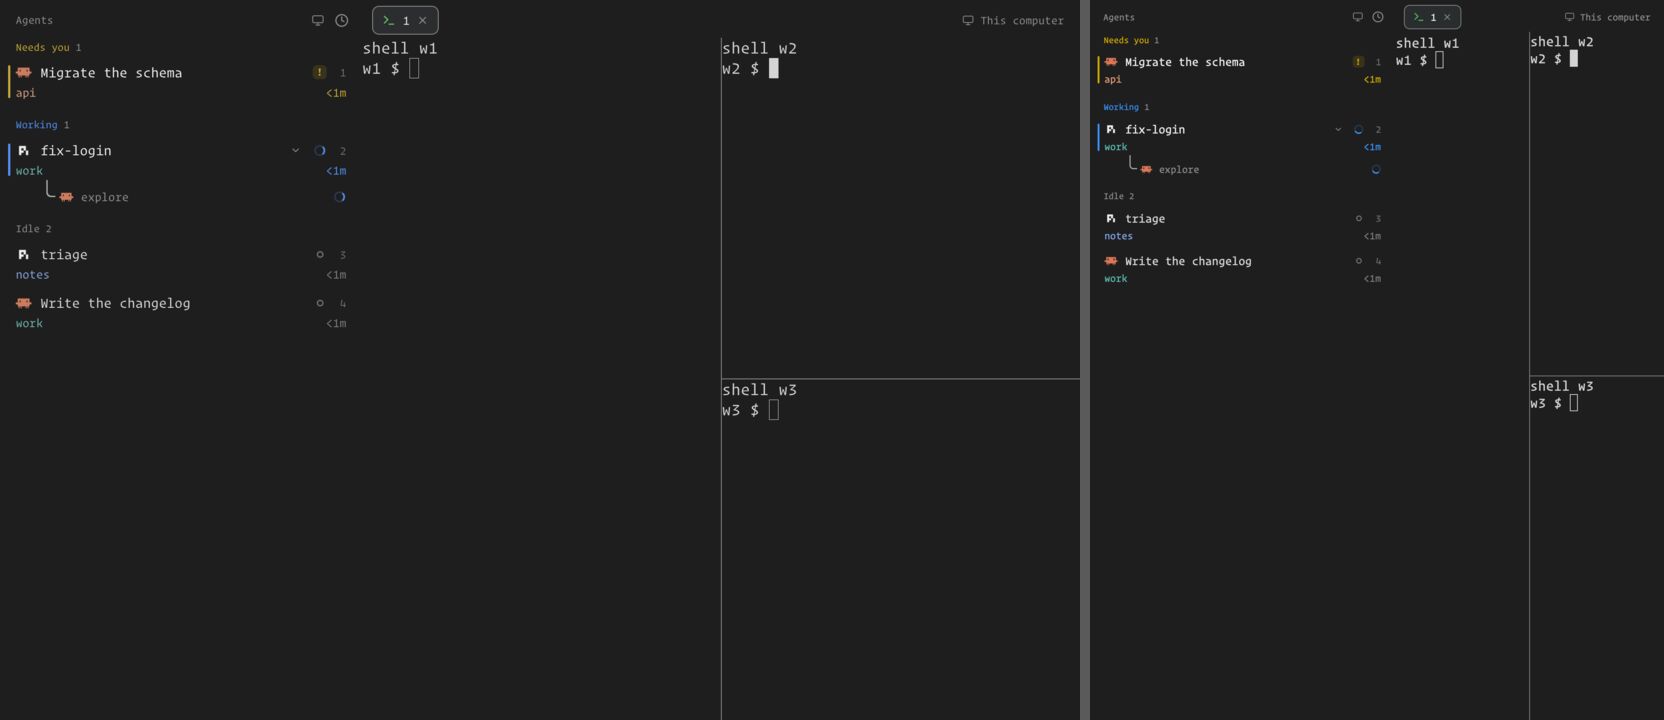 Agents
>_ 1 ×
This computer
Needs you 1
Migrate the schema ! 1
api <1m
Working 1
fix-login 2
work <1m
explore
Idle 2
triage 3
notes <1m
Write the changelog 4
work <1m
shell w1
w1 $
shell w2
w2 $
shell w3
w3 $
Agents
>_ 1 ×
This computer
Needs you 1
Migrate the schema ! 1
api <1m
Working 1
fix-login 2
work <1m
explore
Idle 2
triage 3
notes <1m
Write the changelog 4
work <1m
shell w1
w1 $
shell w2
w2 $
shell w3
w3 $